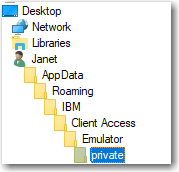 Desktop
Network
Libraries
Janet
AppData
Roaming
IBM
Client Access
Emulator
private